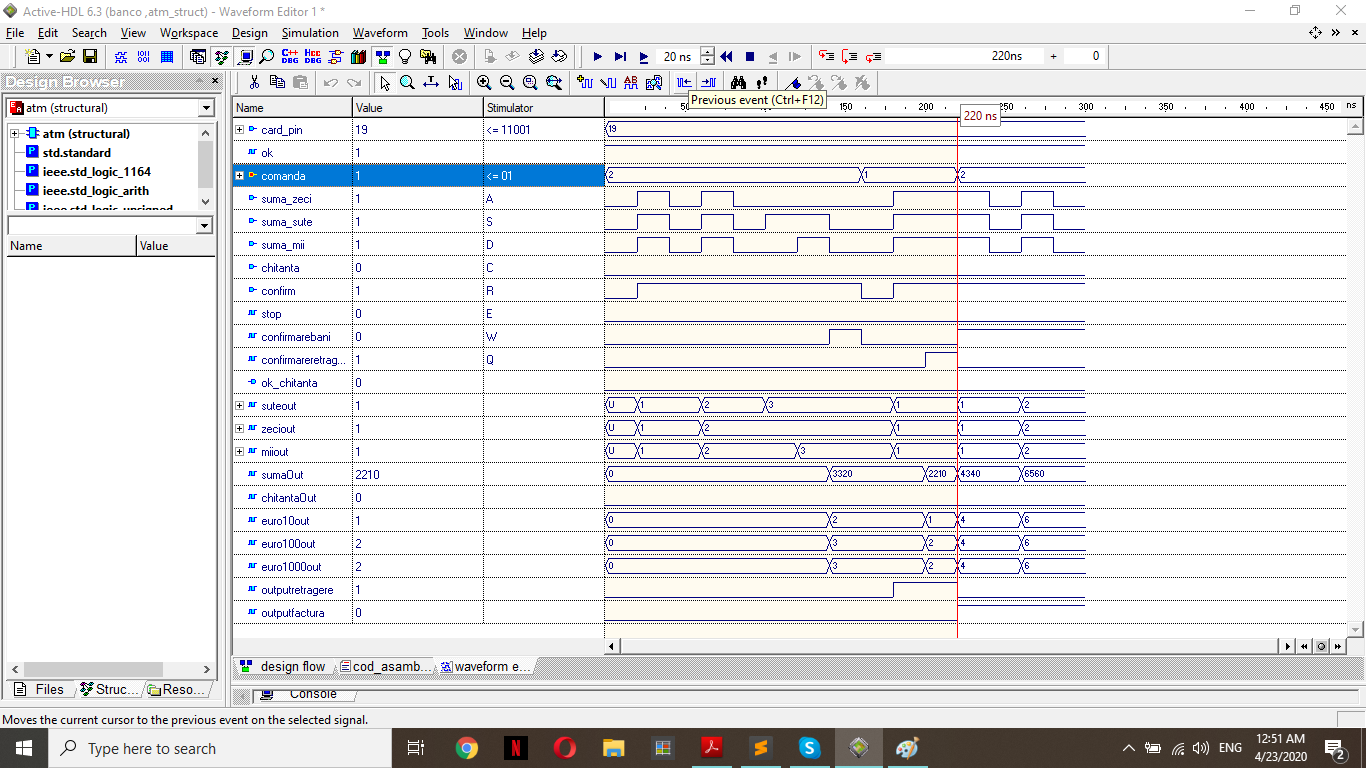 Active-HDL 6.3 (banco ,atm_struct) - Waveform Editor 1 *
File Edit Search View Workspace Design Simulation Waveform Tools Window Help
20 ns 220ns + 0
Design Browser
Previous event (Ctrl+F12)
atm (structural)
atm (structural)
std.standard
ieee.std_logic_1164
ieee.std_logic_arith
ieee.std_logic_unsigned
Name Value
Name Value Stimulator 150 200 250 300 350 400 450 ns
220 ns
card_pin 19 <= 11001 19
ok 1
comanda 1 <= 01 2 1 2
suma_zeci 1 A
suma_sute 1 S
suma_mii 1 D
chitanta 0 C
confirm 1 R
stop 0 E
confirmarebani 0 W
confirmareretrag... 1 Q
ok_chitanta 0
suteout 1 U 1 2 3 1 1 2
zeciout 1 U 1 2 1 1 2
miiout 1 U 1 2 3 1 1 2
sumaOut 2210 0 3320 2210 4340 6560
chitantaOut 0
euro10out 1 0 2 1 4 6
euro100out 2 0 3 2 4 6
euro1000out 2 0 3 2 4 6
outputretragere 1
outputfactura 0
design flow cod_asamb... waveform e...
Files Struc... Reso...
Console
Moves the current cursor to the previous event on the selected signal.
Type here to search
ENG
12:51 AM
4/23/2020
2